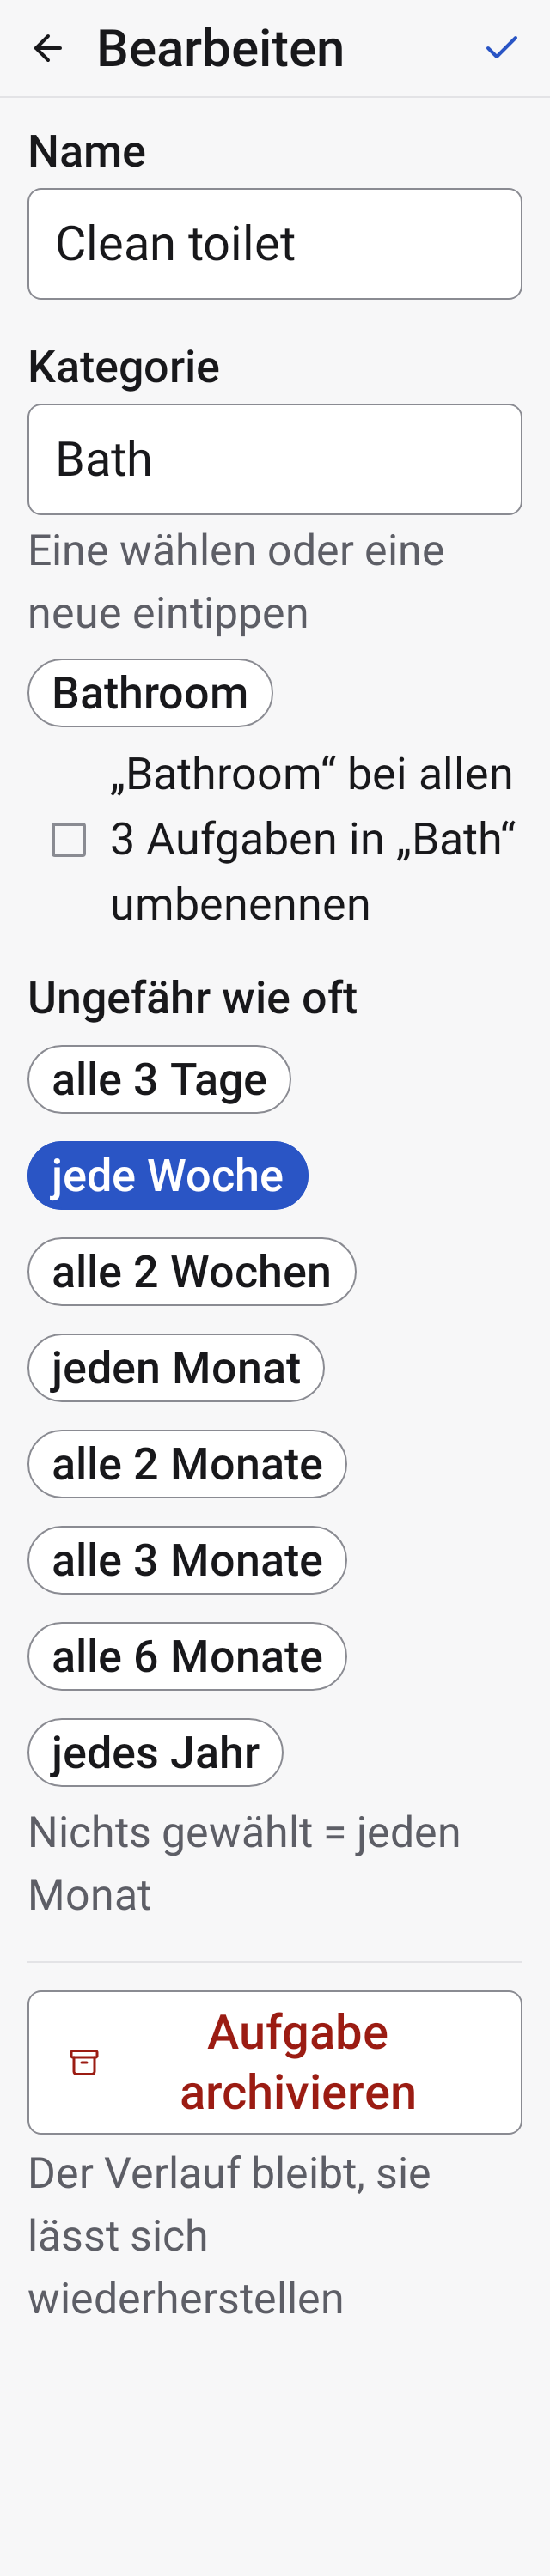 Bearbeiten
Name
Clean toilet
Kategorie
Bath
Eine wählen oder eine
neue eintippen
Bathroom
„Bathroom“ bei allen
3 Aufgaben in „Bath“
umbenennen
Ungefähr wie oft
alle 3 Tage
jede Woche
alle 2 Wochen
jeden Monat
alle 2 Monate
alle 3 Monate
alle 6 Monate
jedes Jahr
Nichts gewählt = jeden
Monat
Aufgabe
archivieren
Der Verlauf bleibt, sie
lässt sich
wiederherstellen